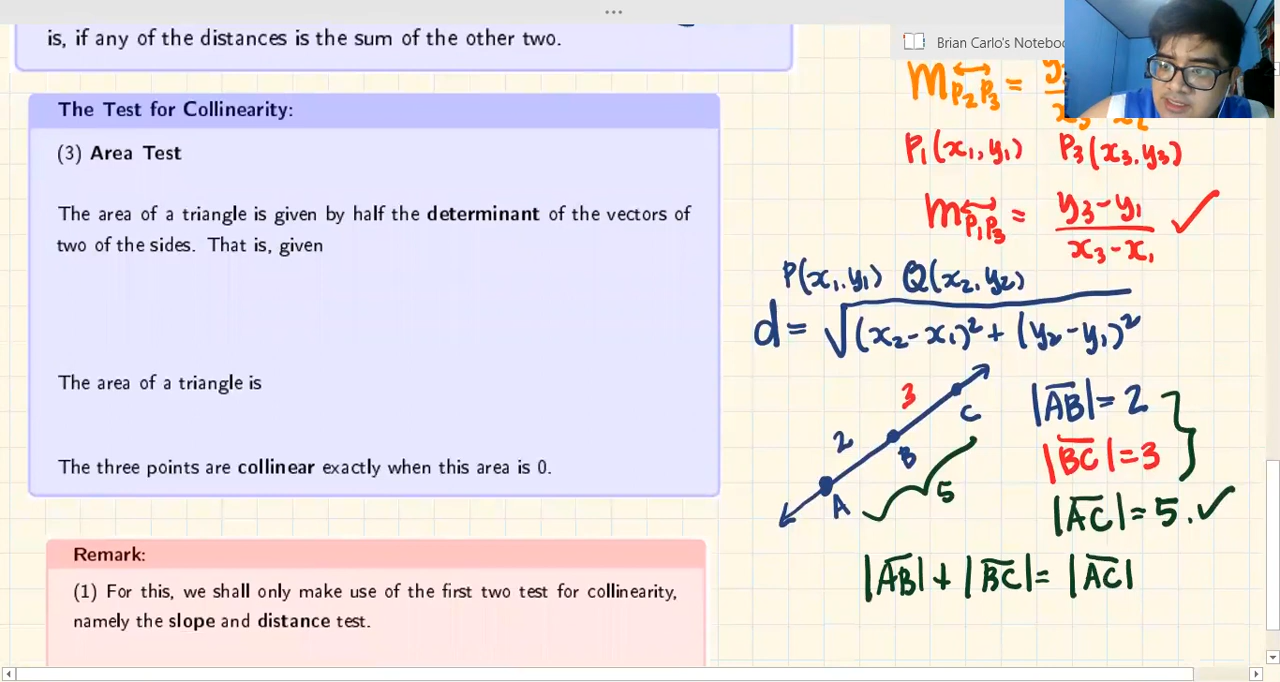 is, if any of the distances is the sum of the other two.
The Test for Collinearity:
(3) Area Test
The area of a triangle is given by half the determinant of the vectors of
two of the sides. That is, given
The area of a triangle is
The three points are collinear exactly when this area is 0.
Remark:
(1) For this, we shall only make use of the first two test for collinearity,
namely the slope and distance test.
Brian Carlo's
m P₂P₃ =
P₁(x₁,y₁) P₃(x₃,y₃)
m P₁P₃ = y₃-y₁ / x₃-x₁ ✓
P(x₁,y₁) Q(x₂,y₂)
d = √(x₂-x₁)²+(y₂-y₁)²
3
C
2
B
A
5
|AB|=2
|BC|=3
|AC|=5. ✓
|AB|+|BC|=|AC|